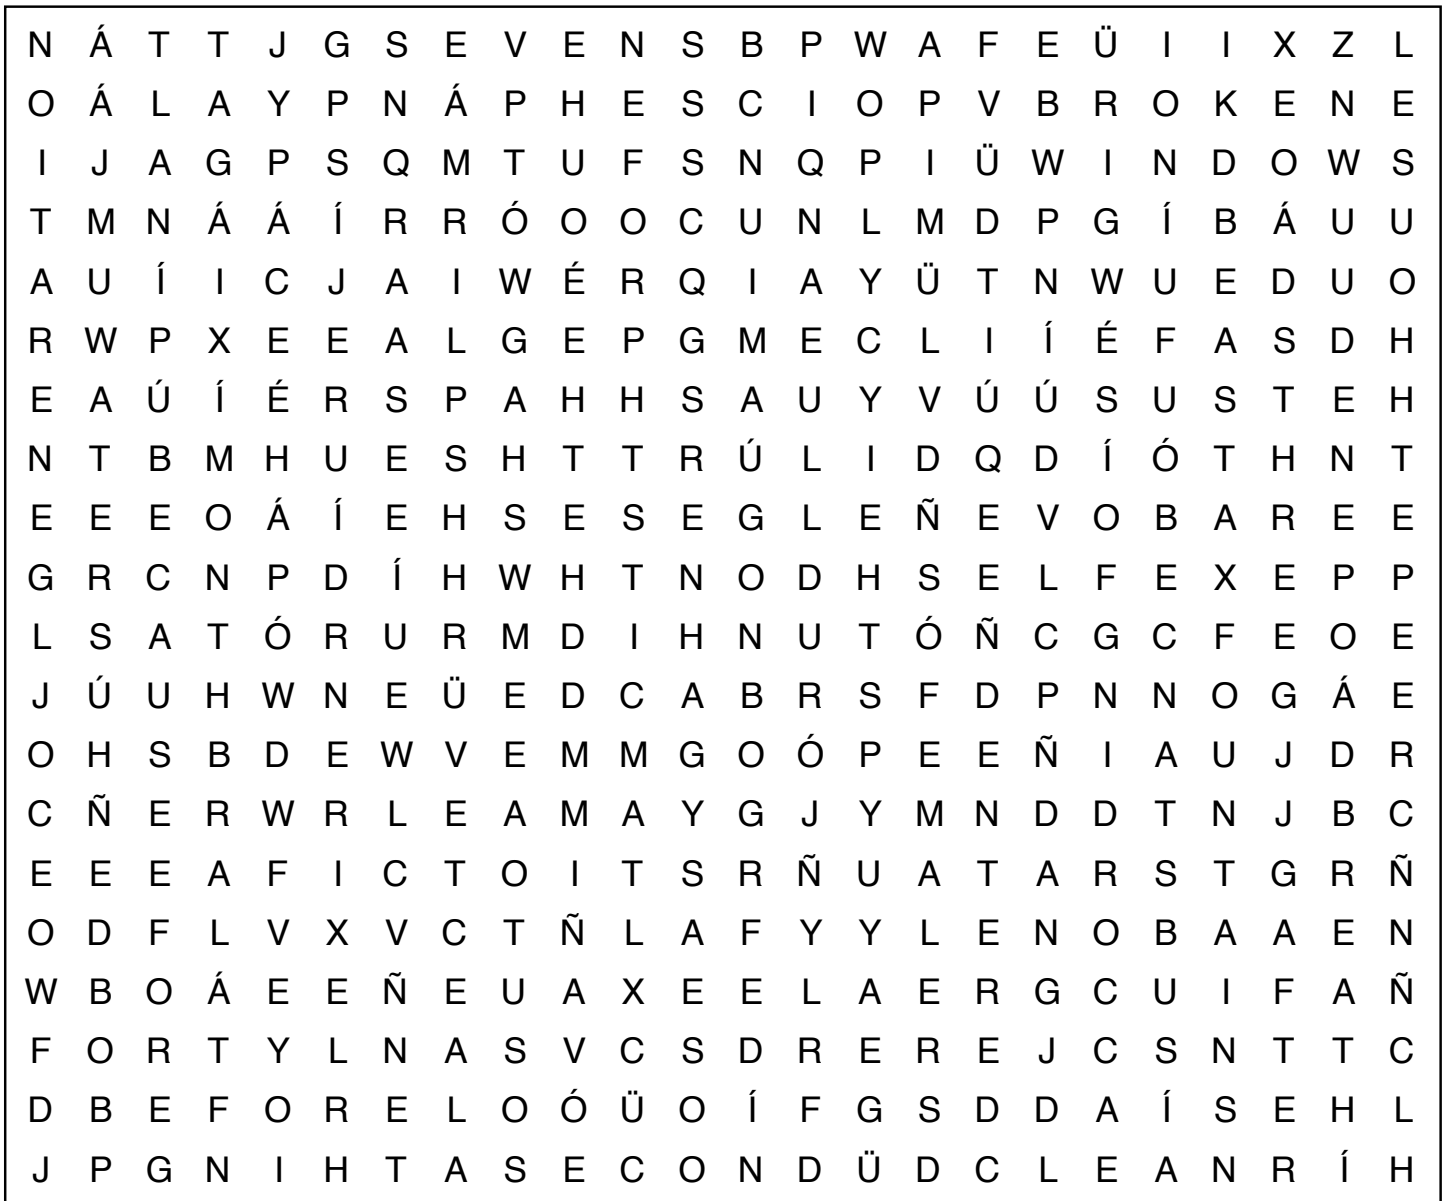 N Á T T J G S E V E N S B P W A F E Ü I I X Z L
O Á L A Y P N Á P H E S C I O P V B R O K E N E
I J A G P S Q M T U F S N Q P I Ü W I N D O W S
T M N Á Á Í R R Ó O O C U N L M D P G Í B Á U U
A U Í I C J A I W É R Q I A Y Ü T N W U E D U O
R W P X E E A L G E P G M E C L I Í É F A S D H
E A Ú Í É R S P A H H S A U Y V Ú Ú S U S T E H
N T B M H U E S H T T R Ú L I D Q D Í Ó T H N T
E E E O Á Í E H S E S E G L E Ñ E V O B A R E E
G R C N P D Í H W H T N O D H S E L F E X E P P
L S A T Ó R U R M D I H N U T Ó Ñ C G C F E O E
J Ú U H W N E Ü E D C A B R S F D P N N O G Á E
O H S B D E W V E M M G O Ó P E E Ñ I A U J D R
C Ñ E R W R L E A M A Y G J Y M N D D T N J B C
E E E A F I C T O I T S R Ñ U A T A R S T G R Ñ
O D F L V X V C T Ñ L A F Y Y L E N O B A A E N
W B O Á E E Ñ E U A X E E L A E R G C U I F A Ñ
F O R T Y L N A S V C S D R E R E J C S N T T C
D B E F O R E L O Ó Ü O Í F G S D D A Í S E H L
J P G N I H T A S E C O N D Ü D C L E A N R Í H